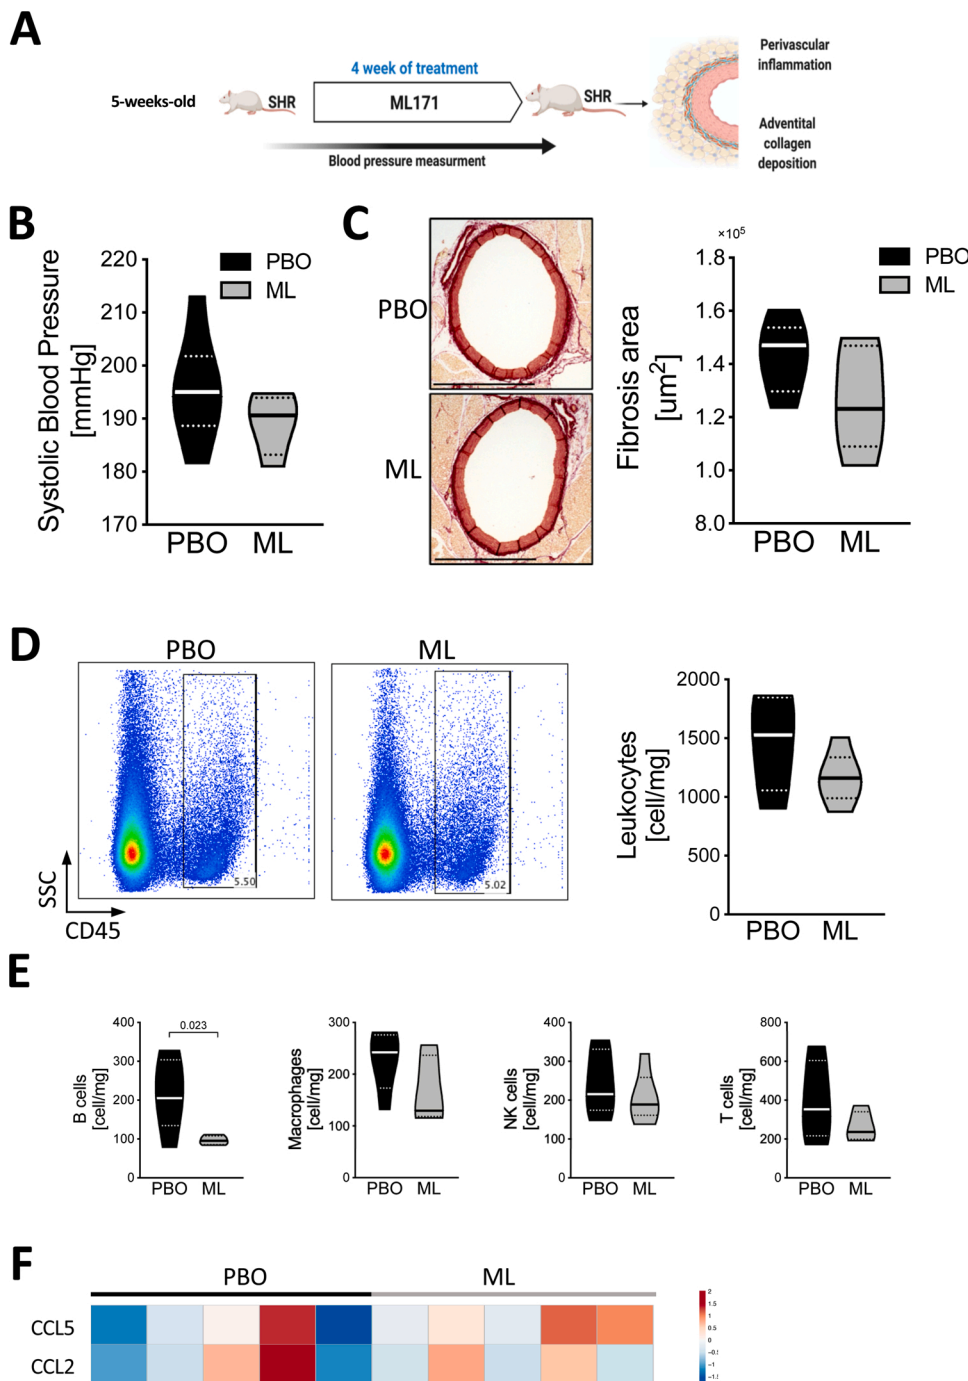 A
4 week of treatment
5-weeks-old
SHR
ML171
SHR
Blood pressure measurment
Perivascular
inflammation
Adventital
collagen
deposition
B
Systolic Blood Pressure
[mmHg]
220
210
200
190
180
170
PBO
ML
PBO
ML
C
PBO
ML
Fibrosis area
[um²]
×10⁵
1.8
1.6
1.4
1.2
1.0
8.0
PBO
ML
PBO
ML
D
PBO
ML
5.50
5.02
SSC
CD45
Leukocytes
[cell/mg]
2000
1500
1000
500
0
PBO
ML
E
B cells
[cell/mg]
400
300
200
100
0
0.023
PBO
ML
Macrophages
[cell/mg]
300
200
100
0
PBO
ML
NK cells
[cell/mg]
400
300
200
100
0
PBO
ML
T cells
[cell/mg]
800
600
400
200
0
PBO
ML
F
PBO
ML
CCL5
CCL2
2
1.5
1
0.5
0
−0.5
−1
−1.5